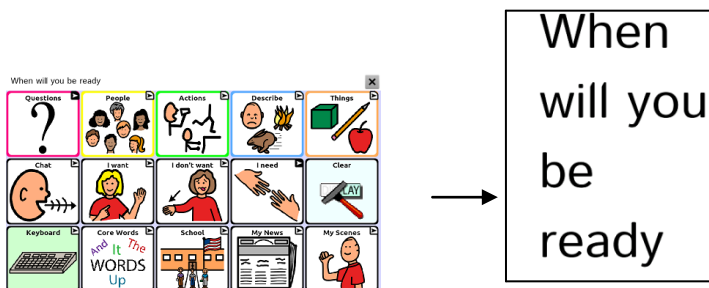 When will you be ready
Questions
People
Actions
Describe
Things
Chat
I want
I don't want
I need
Clear
LAY
Keyboard
Core Words
School
My News
My Scenes
And It The
WORDS
Up
When
will you
be
ready